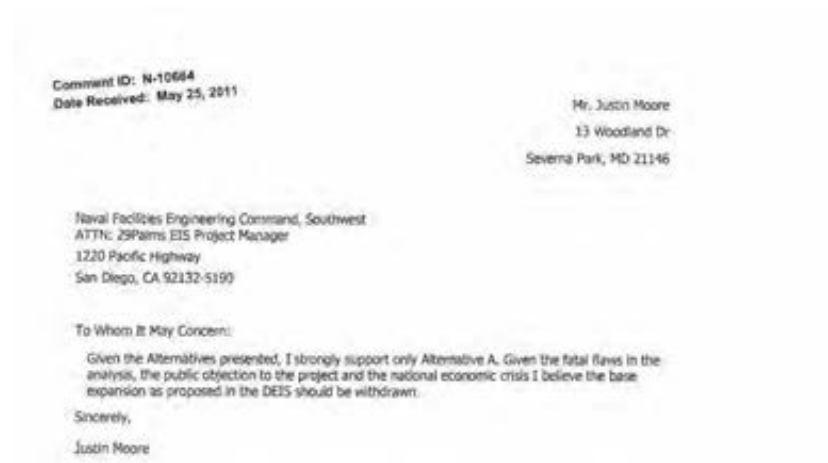 Comment ID: N-10664
Date Received: May 25, 2011
Mr. Justin Moore
13 Woodland Dr
Severna Park, MD 21146
Naval Facilities Engineering Command, Southwest
ATTN: 29Palms EIS Project Manager
1220 Pacific Highway
San Diego, CA 92132-5190
To Whom It May Concern:
Given the Alternatives presented, I strongly support only Alternative A. Given the fatal flaws in the
analysis, the public objection to the project and the national economic crisis I believe the base
expansion as proposed in the DEIS should be withdrawn.
Sincerely,
Justin Moore